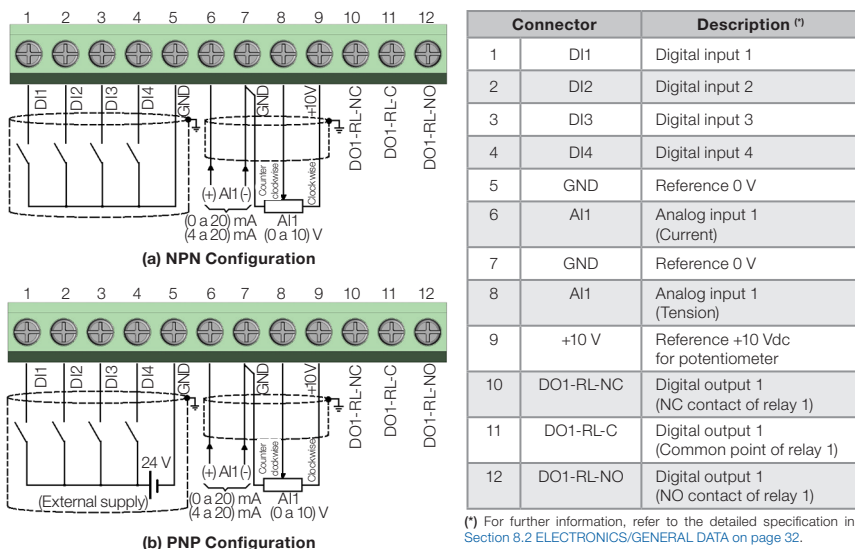 1 2 3 4 5 6 7 8 9 10 11 12
DI1
DI2
DI3
DI4
GND
GND
+10V
DO1-RL-NC
DO1-RL-C
DO1-RL-NO
Counter
clockwise
Clockwise
(+) AI1 (-)
(0 a 20) mA
(4 a 20) mA
AI1
(0 a 10) V
(a) NPN Configuration
1 2 3 4 5 6 7 8 9 10 11 12
DI1
DI2
DI3
DI4
GND
GND
+10V
DO1-RL-NC
DO1-RL-C
DO1-RL-NO
24 V
(External supply)
Counter
clockwise
Clockwise
(+) AI1 (-)
(0 a 20) mA
(4 a 20) mA
AI1
(0 a 10) V
(b) PNP Configuration
Connector Description (*)
1 DI1 Digital input 1
2 DI2 Digital input 2
3 DI3 Digital input 3
4 DI4 Digital input 4
5 GND Reference 0 V
6 AI1 Analog input 1
(Current)
7 GND Reference 0 V
8 AI1 Analog input 1
(Tension)
9 +10 V Reference +10 Vdc
for potentiometer
10 DO1-RL-NC Digital output 1
(NC contact of relay 1)
11 DO1-RL-C Digital output 1
(Common point of relay 1)
12 DO1-RL-NO Digital output 1
(NO contact of relay 1)
(*) For further information, refer to the detailed specification in
Section 8.2 ELECTRONICS/GENERAL DATA on page 32.